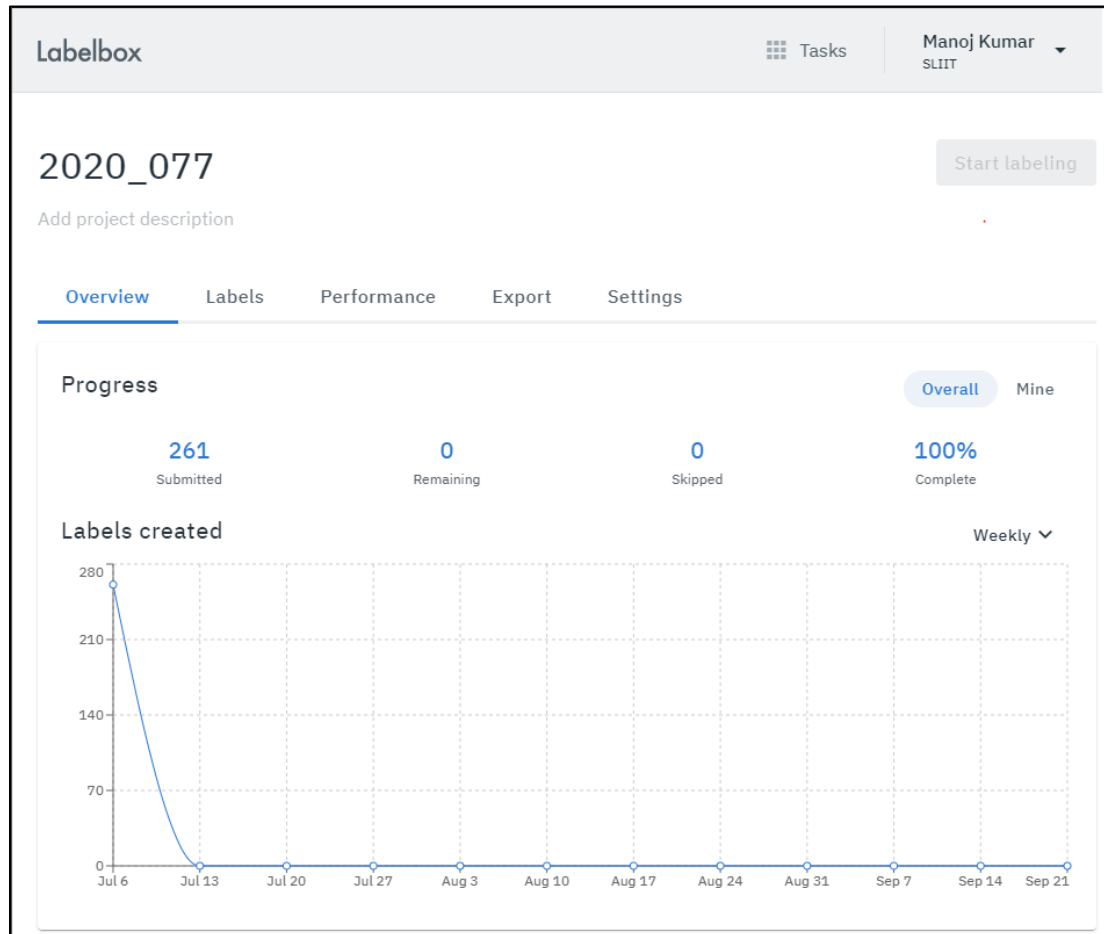 Labelbox
Tasks
Manoj Kumar
SLIIT
2020_077
Start labeling
Add project description
Overview Labels Performance Export Settings
Progress
Overall Mine
261 0 0 100%
Submitted Remaining Skipped Complete
Labels created
Weekly
280
210
140
70
0
Jul 6 Jul 13 Jul 20 Jul 27 Aug 3 Aug 10 Aug 17 Aug 24 Aug 31 Sep 7 Sep 14 Sep 21